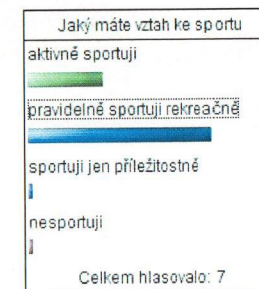 Jaký máte vztah ke sportu
aktivně sportuji
pravidelně sportuji rekreačně
sportuji jen příležitostně
nesportuji
Celkem hlasovalo: 7